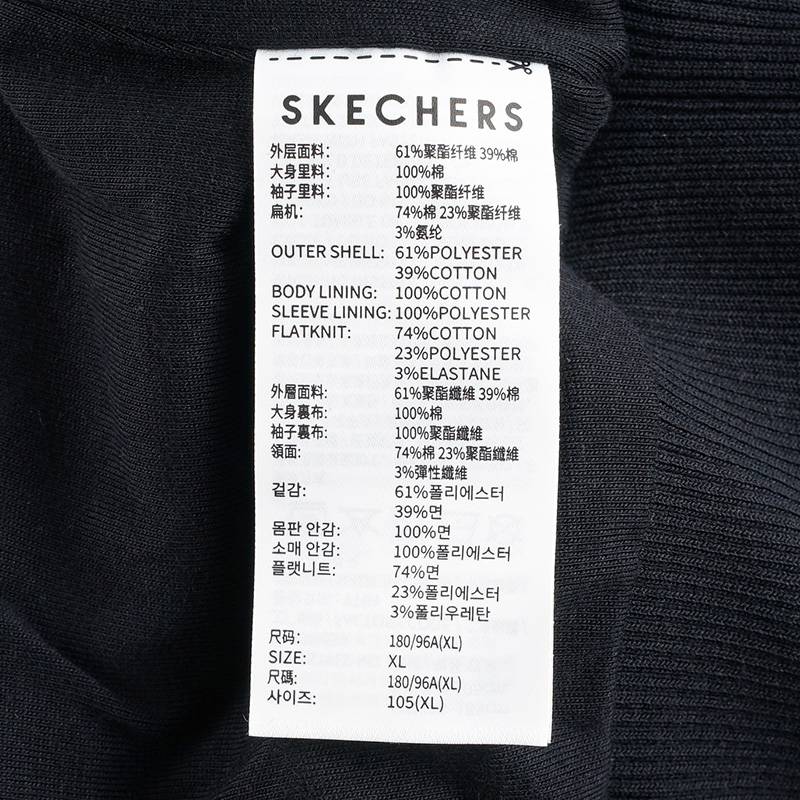 SKECHERS
外层面料: 61%聚酯纤维 39%棉
大身里料: 100%棉
袖子里料: 100%聚酯纤维
扁机: 74%棉 23%聚酯纤维
3%氨纶
OUTER SHELL: 61%POLYESTER
39%COTTON
BODY LINING: 100%COTTON
SLEEVE LINING: 100%POLYESTER
FLATKNIT: 74%COTTON
23%POLYESTER
3%ELASTANE
外層面料: 61%聚酯纖維 39%棉
大身裏布: 100%棉
袖子裏布: 100%聚酯纖維
領面: 74%棉 23%聚酯纖維
3%彈性纖維
겉감: 61%폴리에스터
39%면
몸판 안감: 100%면
소매 안감: 100%폴리에스터
플랫니트: 74%면
23%폴리에스터
3%폴리우레탄
尺码: 180/96A(XL)
SIZE: XL
尺碼: 180/96A(XL)
사이즈: 105(XL)